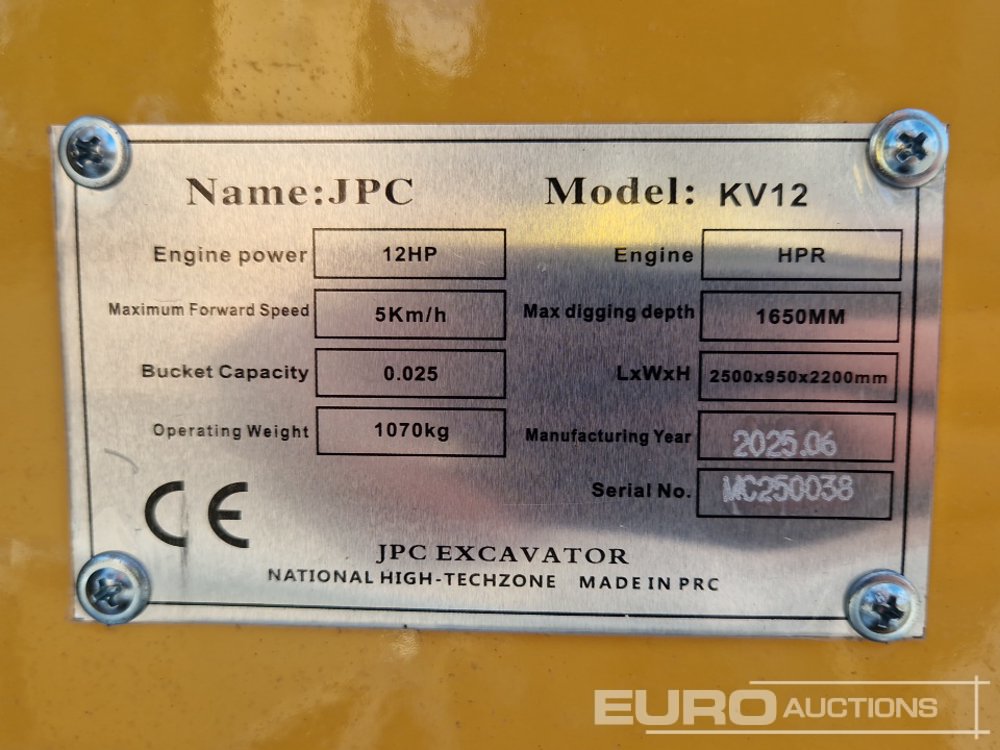 Name:JPC Model: KV12
Engine power 12HP Engine HPR
Maximum Forward Speed 5Km/h Max digging depth 1650MM
Bucket Capacity 0.025 LxWxH 2500x950x2200mm
Operating Weight 1070kg Manufacturing Year 2025.06
Serial No. MC250038
CE
JPC EXCAVATOR
NATIONAL HIGH-TECHZONE MADE IN PRC
EURO AUCTIONS